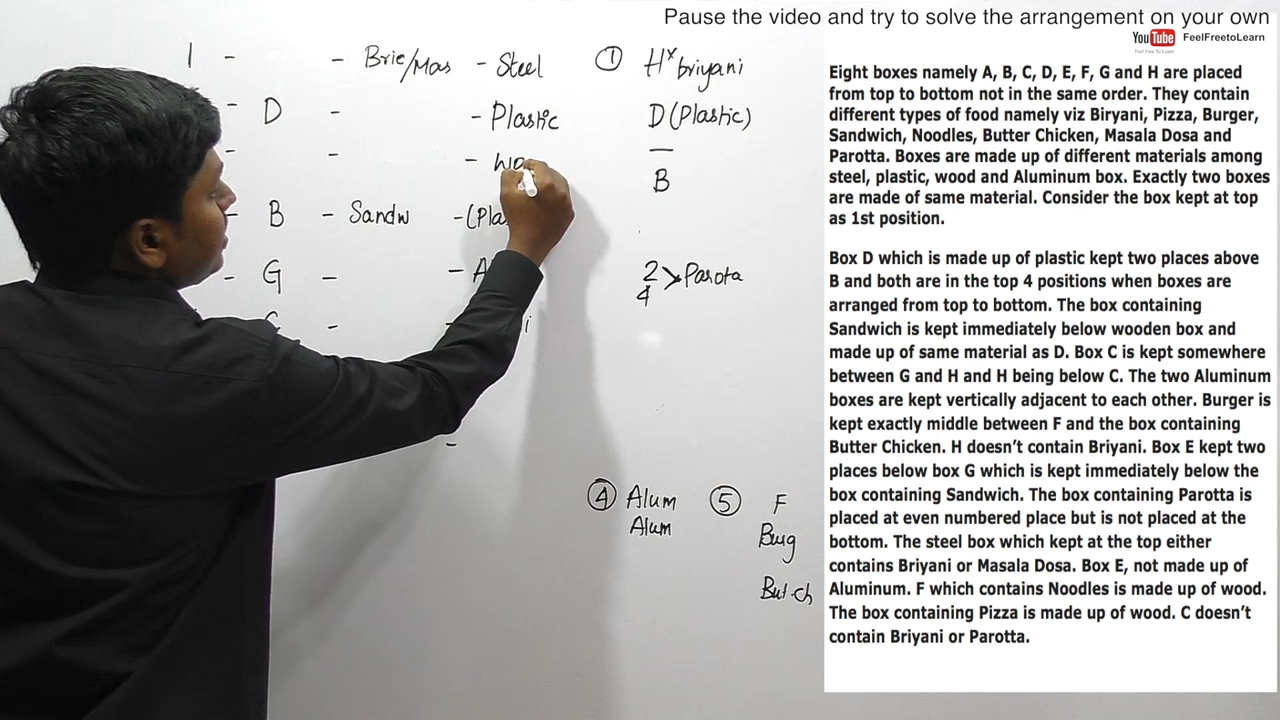 Pause the video and try to solve the arrangement on your own
YouTube FeelFreetoLearn
Feel Free To Learn
1 - - Brie/Mas - Steel
- D - - Plastic
- - -
- B - Sandw -
- G - -
-
-
① Hˣ briyani
D (Plastic)
—
B
2
4 > Parota
④ Alum
Alum
⑤ F
Burg
But.ch
Eight boxes namely A, B, C, D, E, F, G and H are placed
from top to bottom not in the same order. They contain
different types of food namely viz Biryani, Pizza, Burger,
Sandwich, Noodles, Butter Chicken, Masala Dosa and
Parotta. Boxes are made up of different materials among
steel, plastic, wood and Aluminum box. Exactly two boxes
are made of same material. Consider the box kept at top
as 1st position.
Box D which is made up of plastic kept two places above
B and both are in the top 4 positions when boxes are
arranged from top to bottom. The box containing
Sandwich is kept immediately below wooden box and
made up of same material as D. Box C is kept somewhere
between G and H and H being below C. The two Aluminum
boxes are kept vertically adjacent to each other. Burger is
kept exactly middle between F and the box containing
Butter Chicken. H doesn't contain Briyani. Box E kept two
places below box G which is kept immediately below the
box containing Sandwich. The box containing Parotta is
placed at even numbered place but is not placed at the
bottom. The steel box which kept at the top either
contains Briyani or Masala Dosa. Box E, not made up of
Aluminum. F which contains Noodles is made up of wood.
The box containing Pizza is made up of wood. C doesn't
contain Briyani or Parotta.